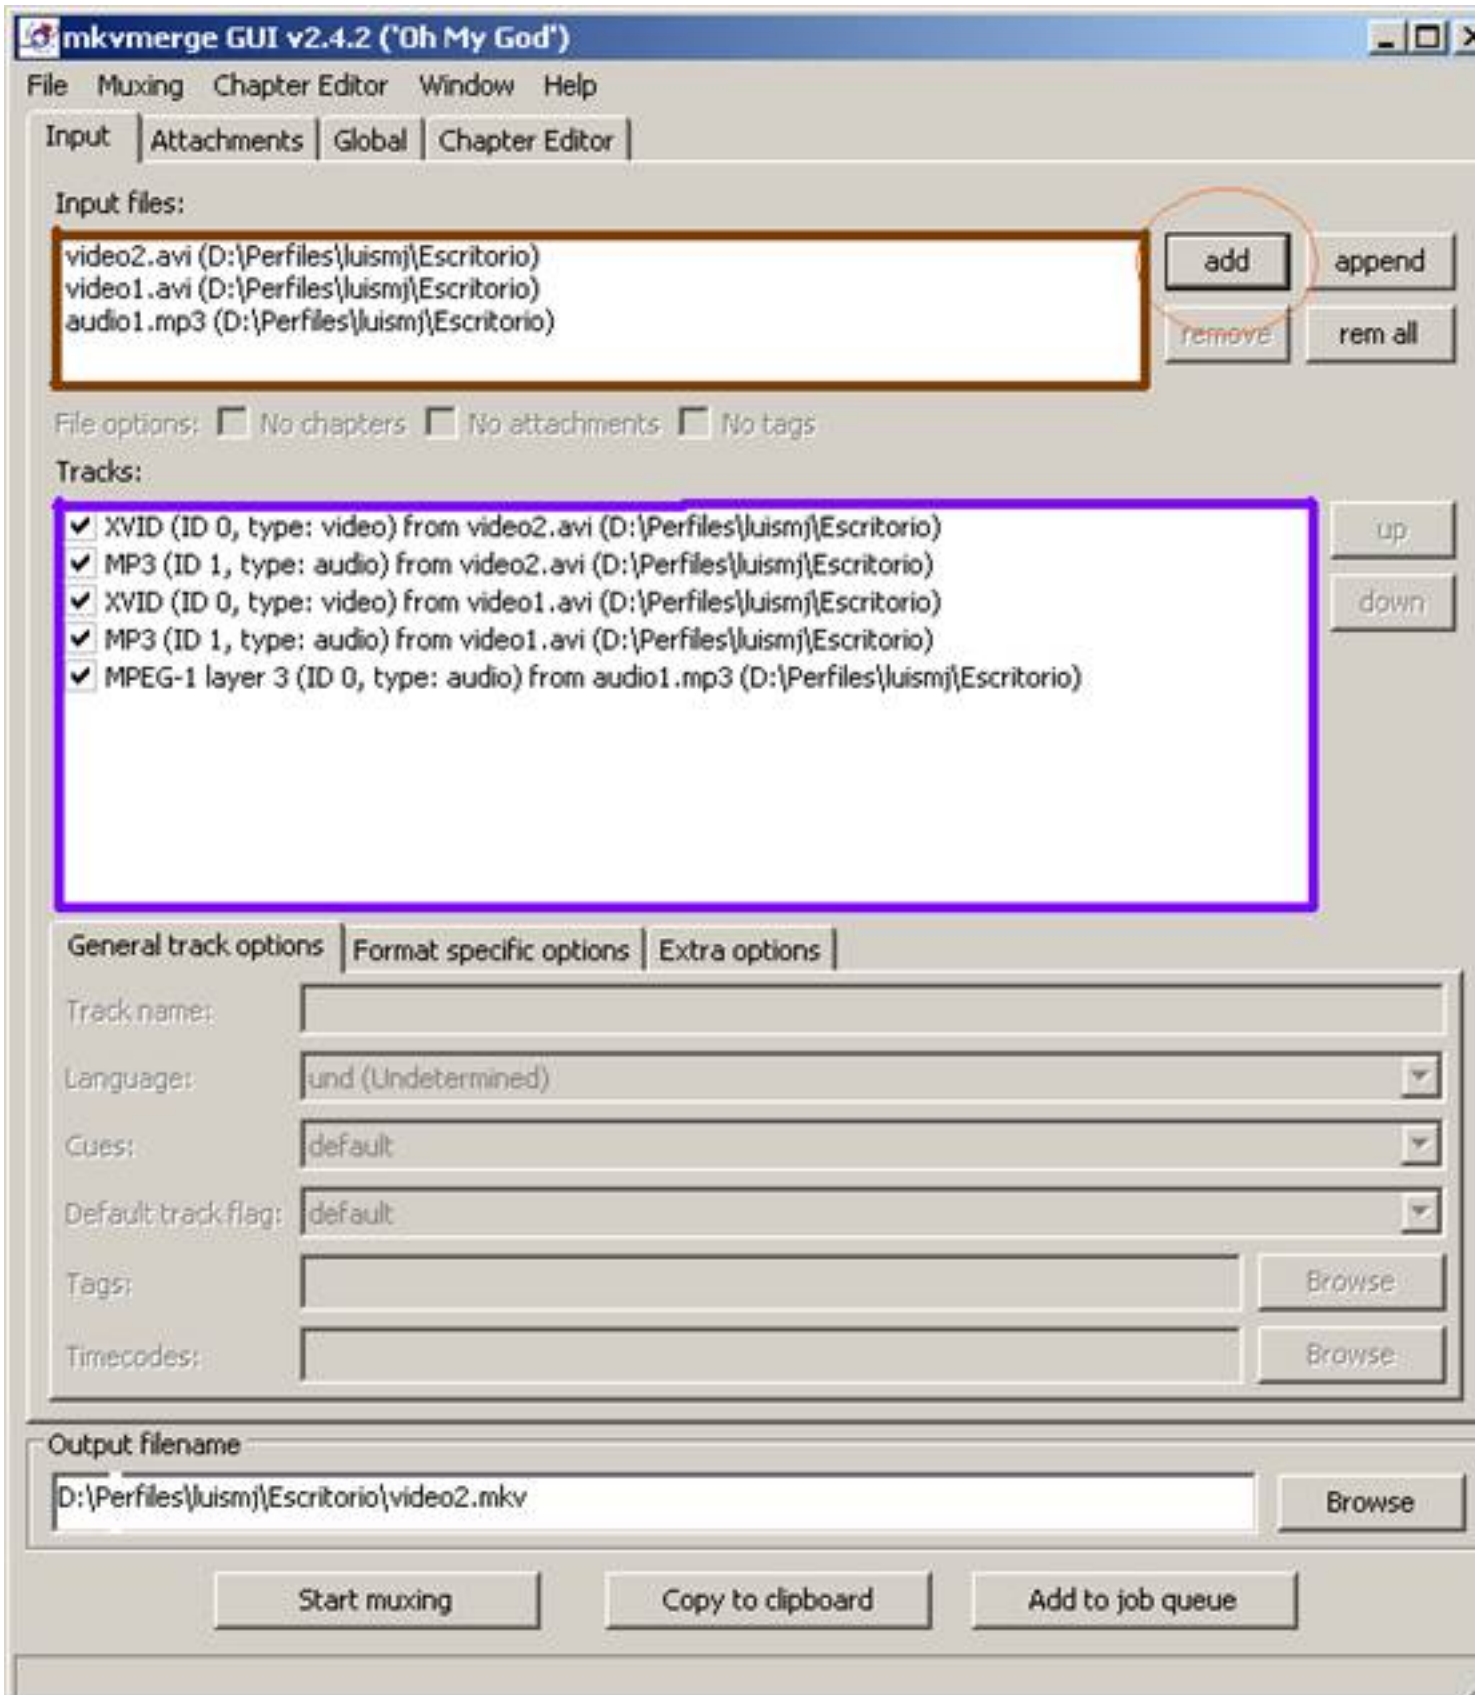 mkvmerge GUI v2.4.2 ('Oh My God')
File Muxing Chapter Editor Window Help
Input Attachments Global Chapter Editor
Input files:
video2.avi (D:\Perfiles\luismj\Escritorio)
video1.avi (D:\Perfiles\luismj\Escritorio)
audio1.mp3 (D:\Perfiles\luismj\Escritorio)
add append
remove rem all
File options: No chapters No attachments No tags
Tracks:
XVID (ID 0, type: video) from video2.avi (D:\Perfiles\luismj\Escritorio)
MP3 (ID 1, type: audio) from video2.avi (D:\Perfiles\luismj\Escritorio)
XVID (ID 0, type: video) from video1.avi (D:\Perfiles\luismj\Escritorio)
MP3 (ID 1, type: audio) from video1.avi (D:\Perfiles\luismj\Escritorio)
MPEG-1 layer 3 (ID 0, type: audio) from audio1.mp3 (D:\Perfiles\luismj\Escritorio)
up
down
General track options Format specific options Extra options
Track name:
Language: und (Undetermined)
Cues: default
Default track flag: default
Tags: Browse
Timecodes: Browse
Output filename
D:\Perfiles\luismj\Escritorio\video2.mkv Browse
Start muxing Copy to clipboard Add to job queue